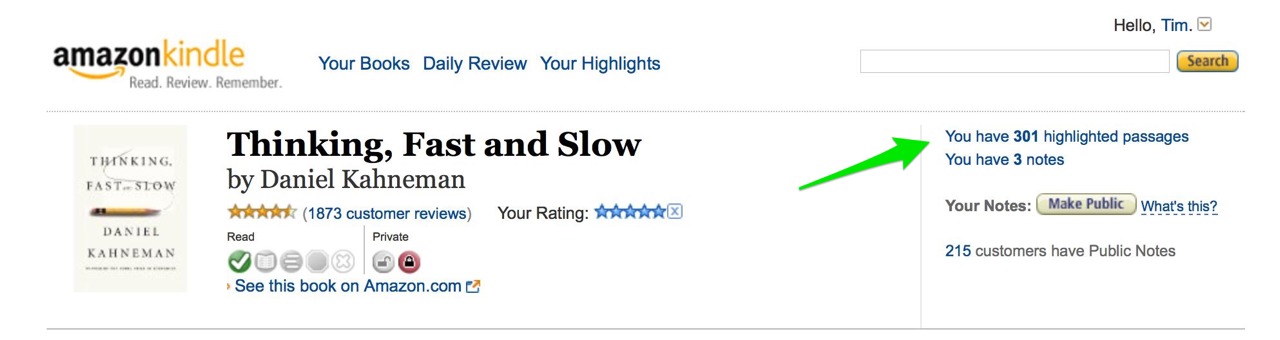 Hello, Tim.
amazonkindle
Read. Review. Remember.
Your Books Daily Review Your Highlights
Search
THINKING,
FAST AND SLOW
DANIEL
KAHNEMAN
Thinking, Fast and Slow
by Daniel Kahneman
(1873 customer reviews) Your Rating:
Read Private
› See this book on Amazon.com
You have 301 highlighted passages
You have 3 notes
Your Notes: Make Public What's this?
215 customers have Public Notes